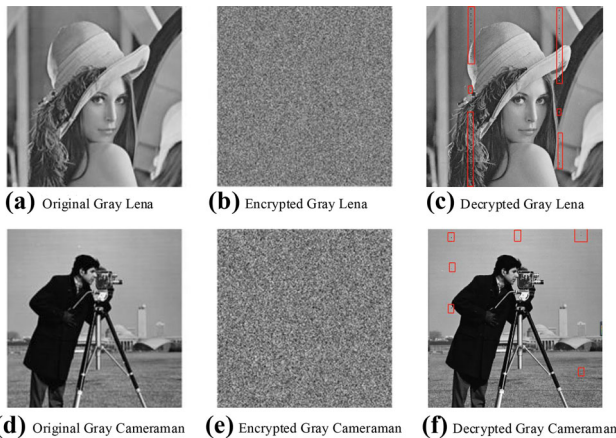 (a) Original Gray Lena
(b) Encrypted Gray Lena
(c) Decrypted Gray Lena
(d) Original Gray Cameraman
(e) Encrypted Gray Cameraman
(f) Decrypted Gray Cameraman